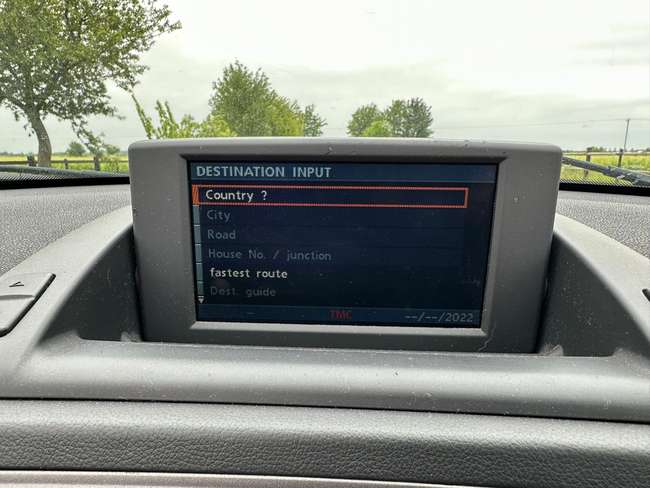 DESTINATION INPUT
Country ?
City
Road
House No. / junction
fastest route
Dest. guide
TMC --/--/2022